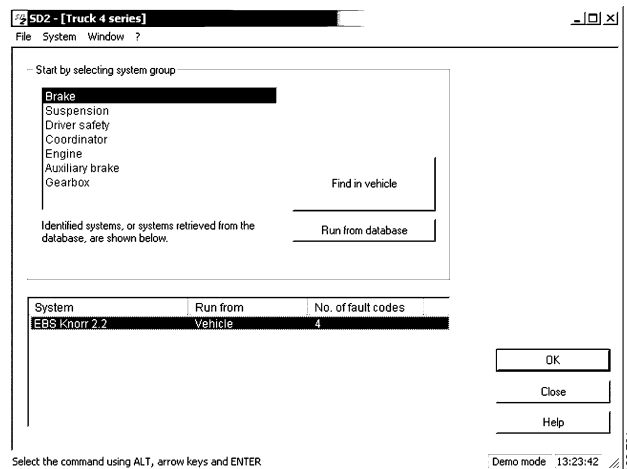 SD2 - [Truck 4 series]
File System Window ?
Start by selecting system group
Brake
Suspension
Driver safety
Coordinator
Engine
Auxiliary brake
Gearbox
Find in vehicle
Identified systems, or systems retrieved from the
database, are shown below.
Run from database
System Run from No. of fault codes
EBS Knorr 2.2 Vehicle 4
OK
Close
Help
Select the command using ALT, arrow keys and ENTER
Demo mode 13:23:42